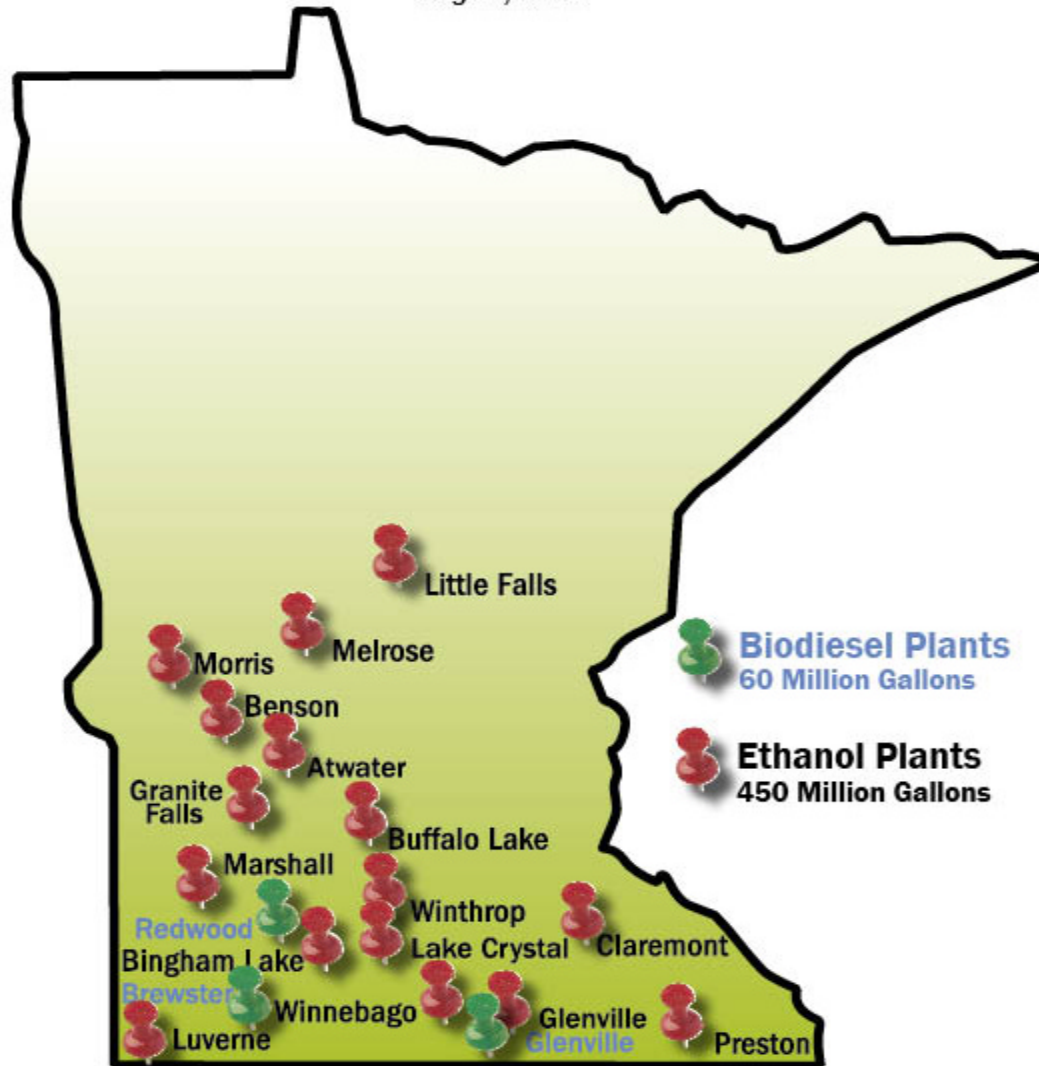 Little Falls
Melrose
Morris
Benson
Atwater
Granite
Falls
Buffalo Lake
Marshall
Winthrop
Redwood
Lake Crystal
Claremont
Bingham Lake
Brewster
Winnebago
Glenville
Luverne
Glenville
Preston
Biodiesel Plants
60 Million Gallons
Ethanol Plants
450 Million Gallons